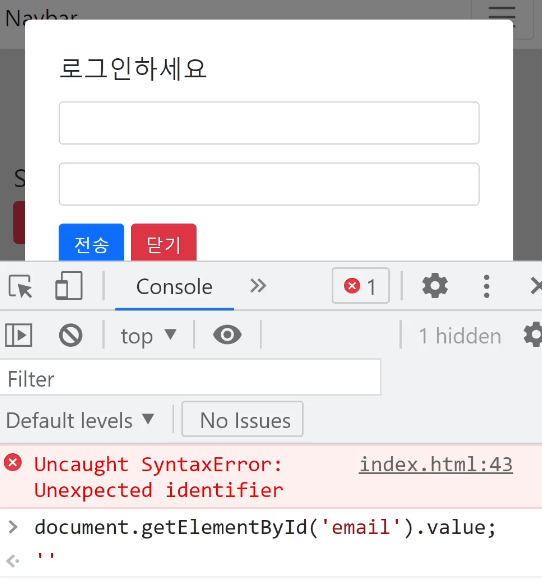 Navbar
로그인하세요
S
전송 닫기
Console 1
top 1 hidden
Filter
Default levels No Issues
Uncaught SyntaxError: index.html:43
Unexpected identifier
document.getElementById('email').value;
''